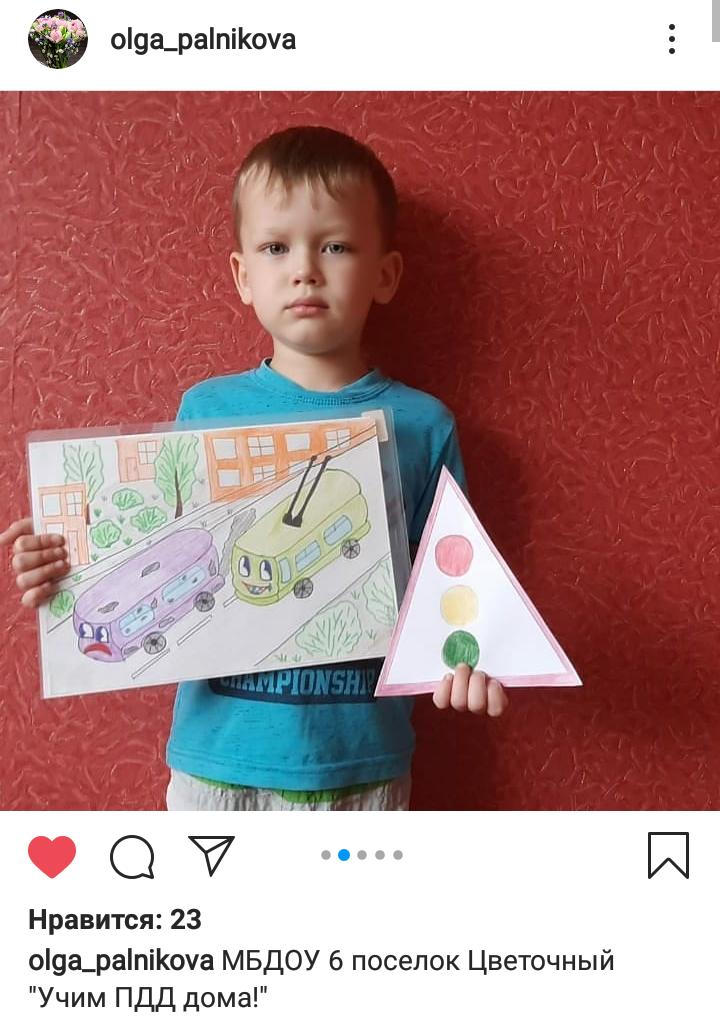 olga_palnikova
CHAMPIONSHIP
Нравится: 23
olga_palnikova МБДОУ 6 поселок Цветочный
"Учим ПДД дома!"